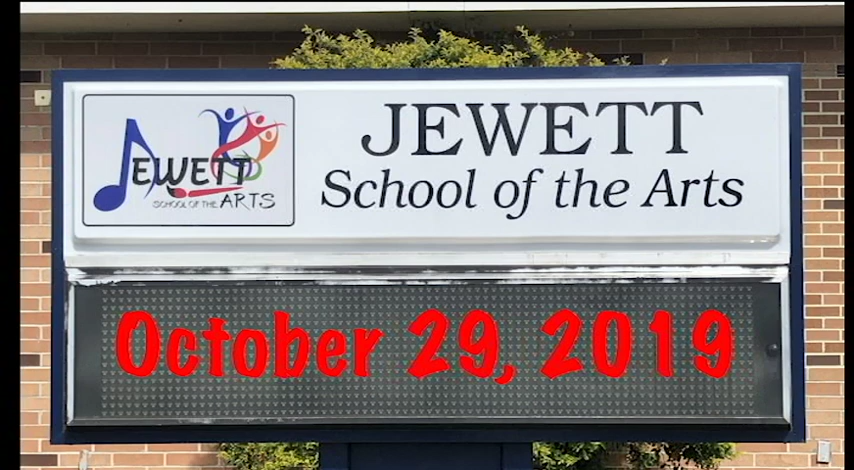 JEWETT
SCHOOL OF THE ARTS
JEWETT
School of the Arts
October 29, 2019